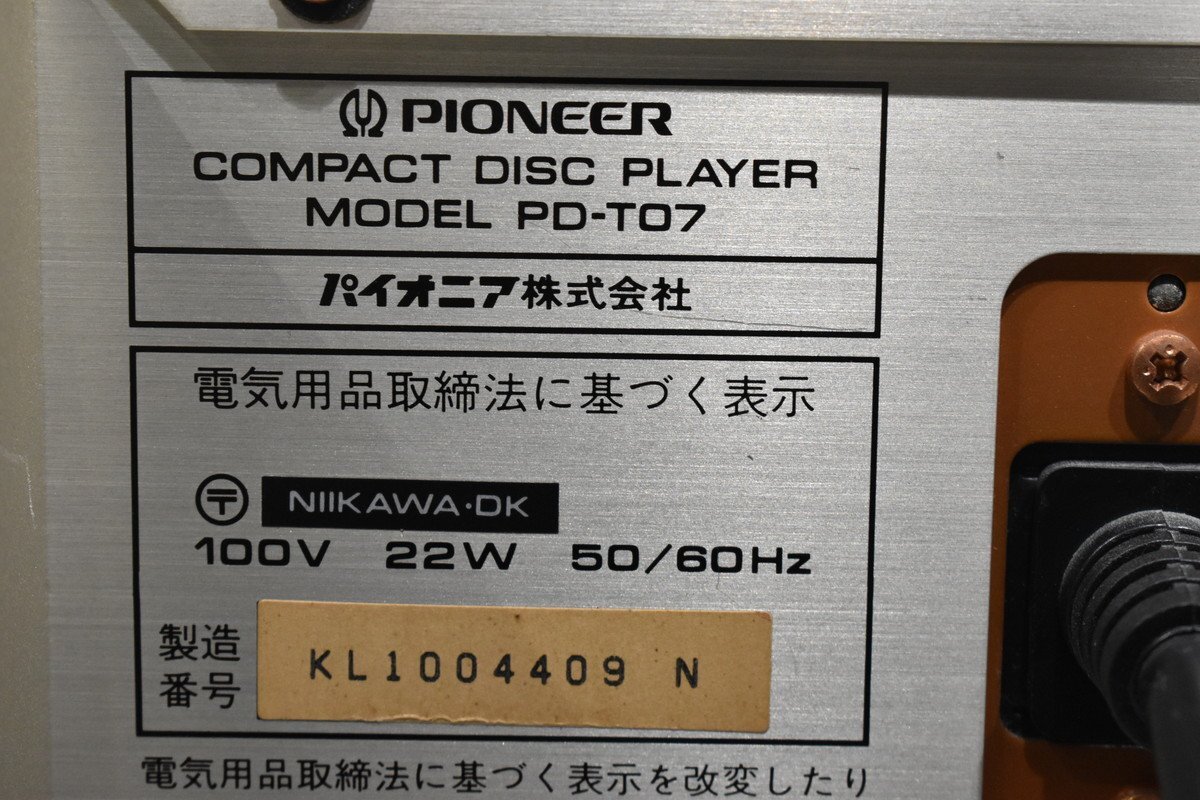 PIONEER
COMPACT DISC PLAYER
MODEL PD-T07
パイオニア株式会社
電気用品取締法に基づく表示
〒 NIIKAWA・DK
100V 22W 50/60Hz
製造番号 KL1004409 N
電気用品取締法に基づく表示を改変したり